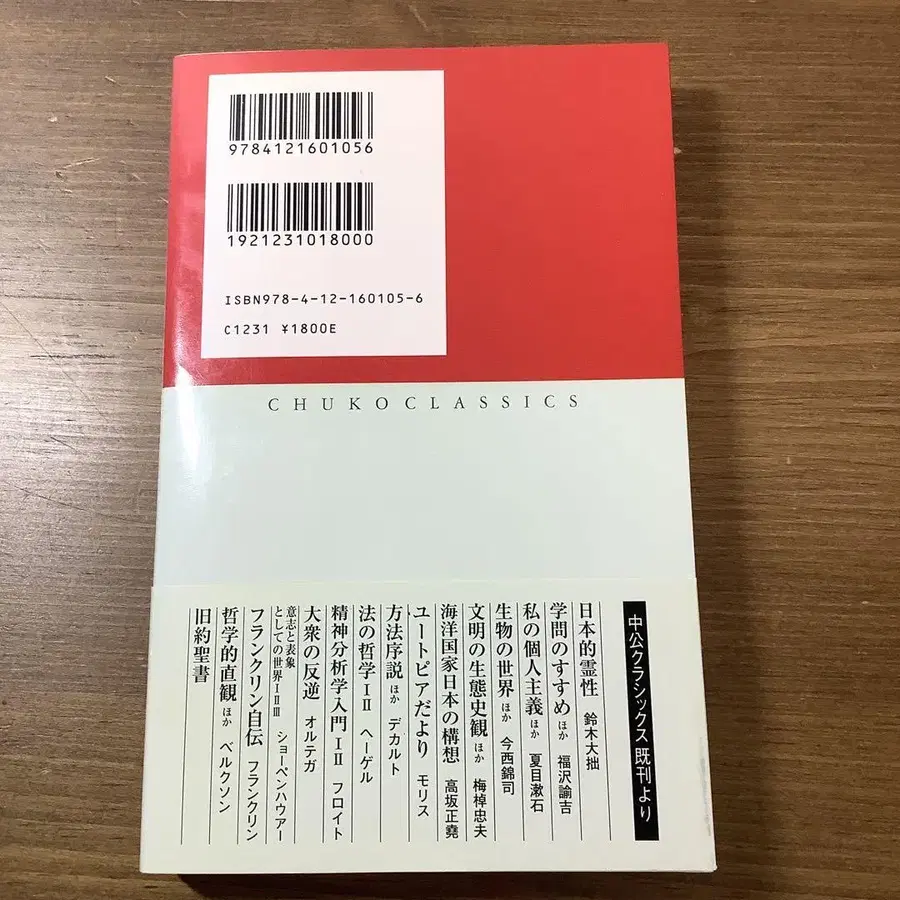 9784121601056
1921231018000
ISBN978-4-12-160105-6
C1231 ¥1800E
CHUKOCLASSICS
中公クラシックス 既刊より
日本的霊性 鈴木大拙
学問のすすめ ほか 福沢諭吉
私の個人主義 ほか 夏目漱石
生物の世界 ほか 今西錦司
文明の生態史観 ほか 梅棹忠夫
海洋国家日本の構想 高坂正堯
ユートピアだより モリス
方法序説 ほか デカルト
法の哲学ⅠⅡ ヘーゲル
精神分析学入門ⅠⅡ フロイト
大衆の反逆 オルテガ
意志と表象
としての世界ⅠⅡⅢ ショーペンハウアー
フランクリン自伝 フランクリン
哲学的直観 ほか ベルクソン
旧約聖書